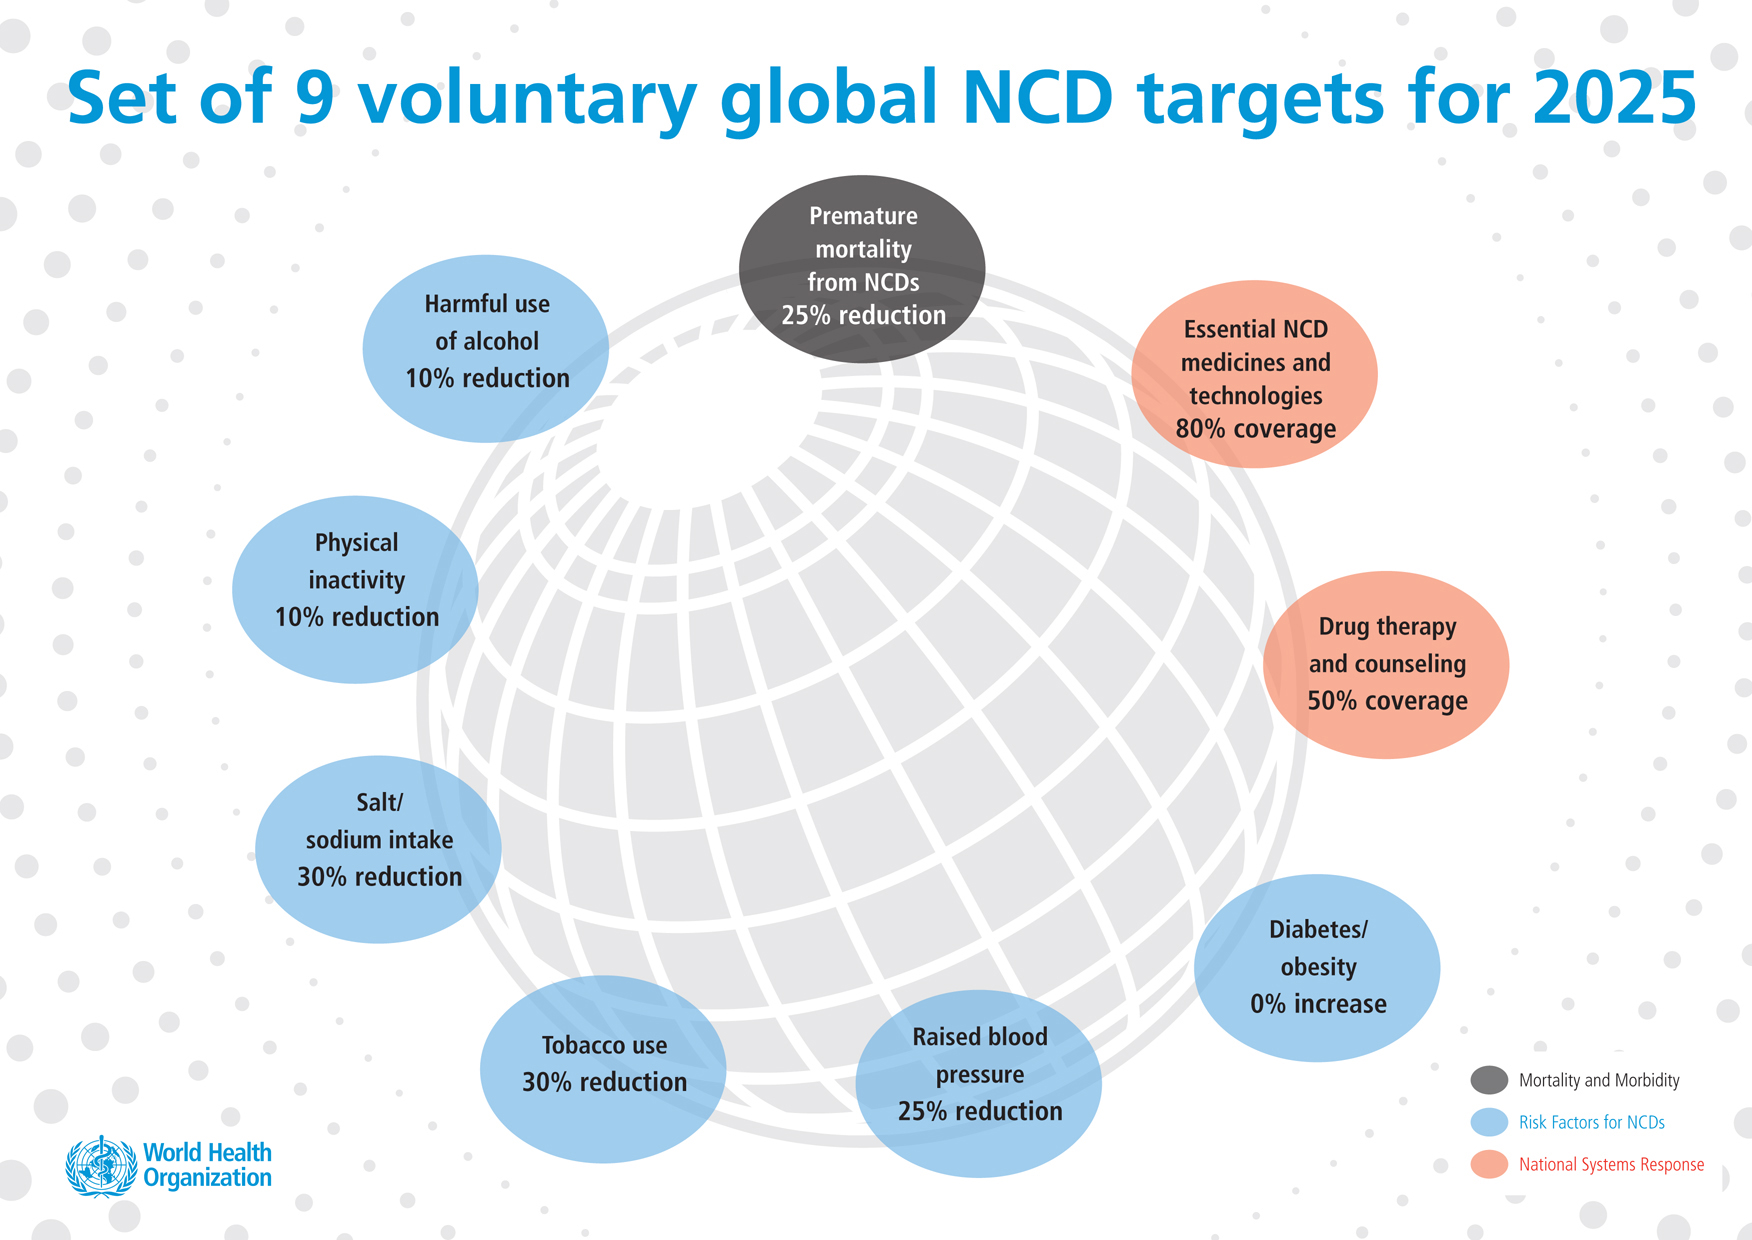 Set of 9 voluntary global NCD targets for 2025
Premature
mortality
from NCDs
25% reduction
Harmful use
of alcohol
10% reduction
Essential NCD
medicines and
technologies
80% coverage
Physical
inactivity
10% reduction
Drug therapy
and counseling
50% coverage
Salt/
sodium intake
30% reduction
Diabetes/
obesity
0% increase
Tobacco use
30% reduction
Raised blood
pressure
25% reduction
Mortality and Morbidity
Risk Factors for NCDs
National Systems Response
World Health
Organization